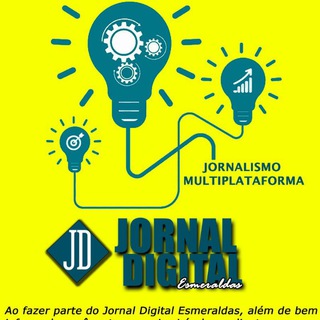 JORNALISMO
MULTIPLATAFORMA
JD
JORNAL
DIGITAL
Esmeraldas
Ao fazer parte do Jornal Digital Esmeraldas, além de bem